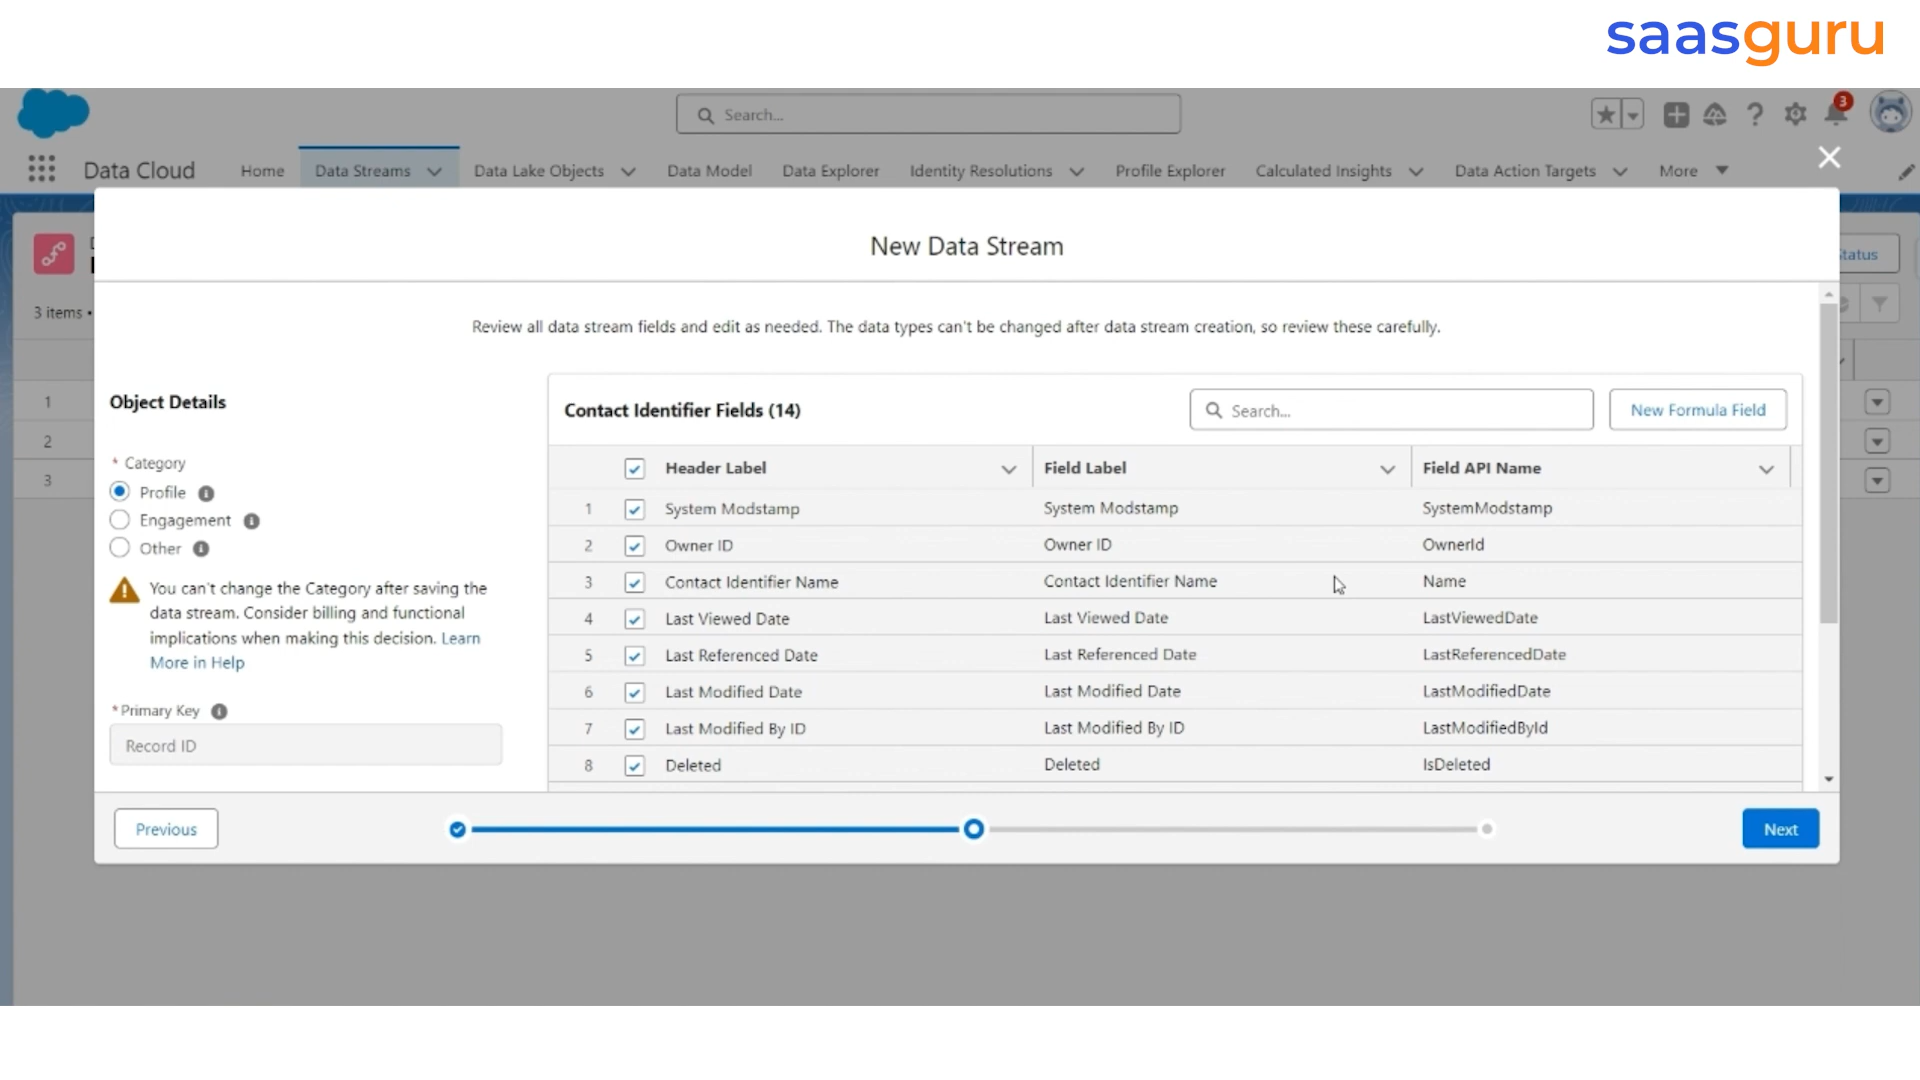 saasguru
Search...
3
Data Cloud
Home
Data Streams
Data Lake Objects
Data Model
Data Explorer
Identity Resolutions
Profile Explorer
Calculated Insights
Data Action Targets
More
New Data Stream
tatus
3 items •
Review all data stream fields and edit as needed. The data types can't be changed after data stream creation, so review these carefully.
1
2
3
Object Details
* Category
Profile
Engagement
Other
You can't change the Category after saving the
data stream. Consider billing and functional
implications when making this decision. Learn
More in Help
* Primary Key
Record ID
Contact Identifier Fields (14)
Search...
New Formula Field
Header Label Field Label Field API Name
1 System Modstamp System Modstamp SystemModstamp
2 Owner ID Owner ID OwnerId
3 Contact Identifier Name Contact Identifier Name Name
4 Last Viewed Date Last Viewed Date LastViewedDate
5 Last Referenced Date Last Referenced Date LastReferencedDate
6 Last Modified Date Last Modified Date LastModifiedDate
7 Last Modified By ID Last Modified By ID LastModifiedById
8 Deleted Deleted IsDeleted
Previous
Next